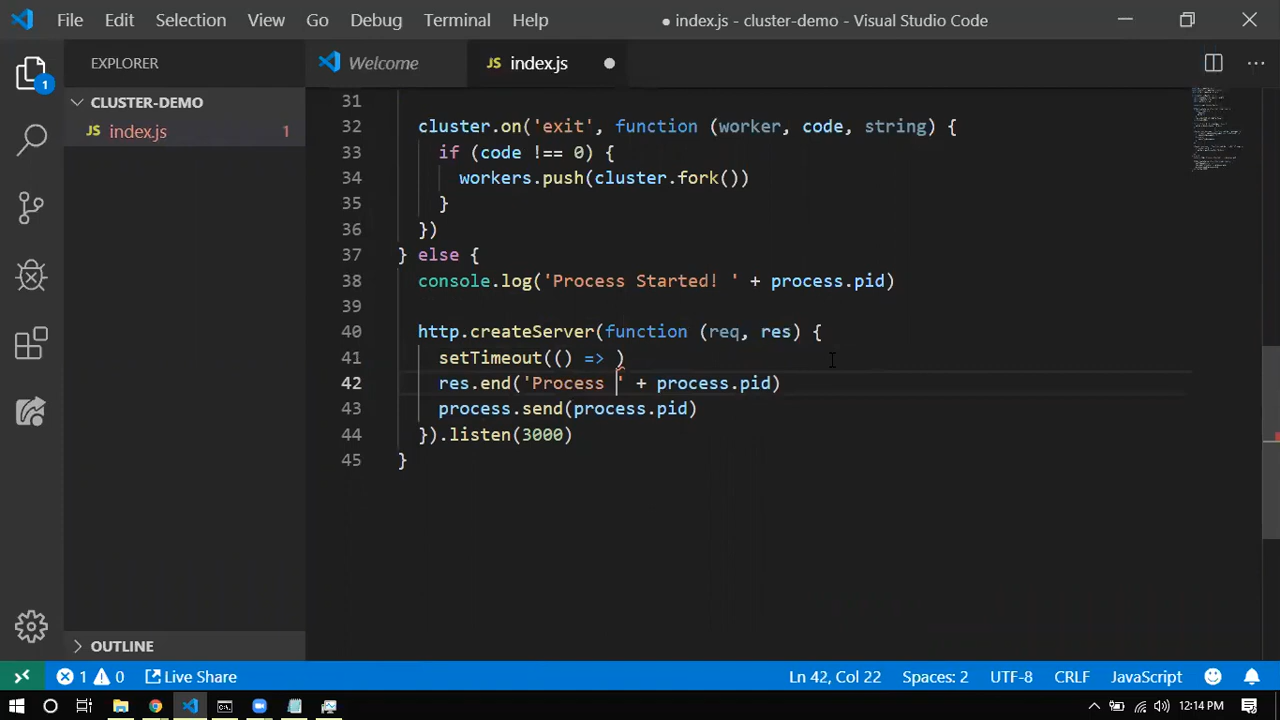 File Edit Selection View Go Debug Terminal Help ● index.js - cluster-demo - Visual Studio Code
EXPLORER
Welcome
JS index.js
CLUSTER-DEMO
JS index.js 1
31
32 cluster.on('exit', function (worker, code, string) {
33 if (code !== 0) {
34 workers.push(cluster.fork())
35 }
36 })
37 } else {
38 console.log('Process Started! ' + process.pid)
39
40 http.createServer(function (req, res) {
41 setTimeout(() => )
42 res.end('Process ' + process.pid)
43 process.send(process.pid)
44 }).listen(3000)
45 }
1
OUTLINE
1 0 Live Share Ln 42, Col 22 Spaces: 2 UTF-8 CRLF JavaScript
12:14 PM